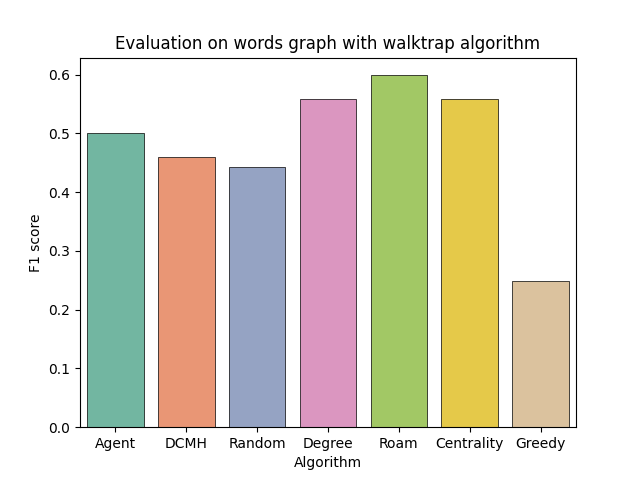 Evaluation on words graph with walktrap algorithm
F1 score
0.6
0.5
0.4
0.3
0.2
0.1
0.0
Agent DCMH Random Degree Roam Centrality Greedy
Algorithm